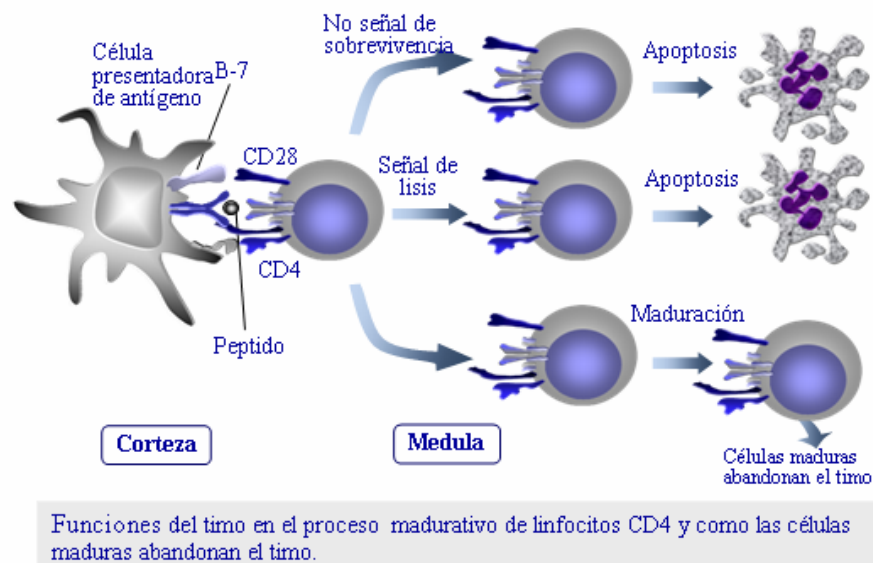 No señal de
sobrevivencia
Célula
presentadora
de antígeno
B-7
Apoptosis
CD28
Señal de
lisis
Apoptosis
CD4
Peptido
Maduración
Corteza
Medula
Células maduras
abandonan el timo
Funciones del timo en el proceso madurativo de linfocitos CD4 y como las células
maduras abandonan el timo.